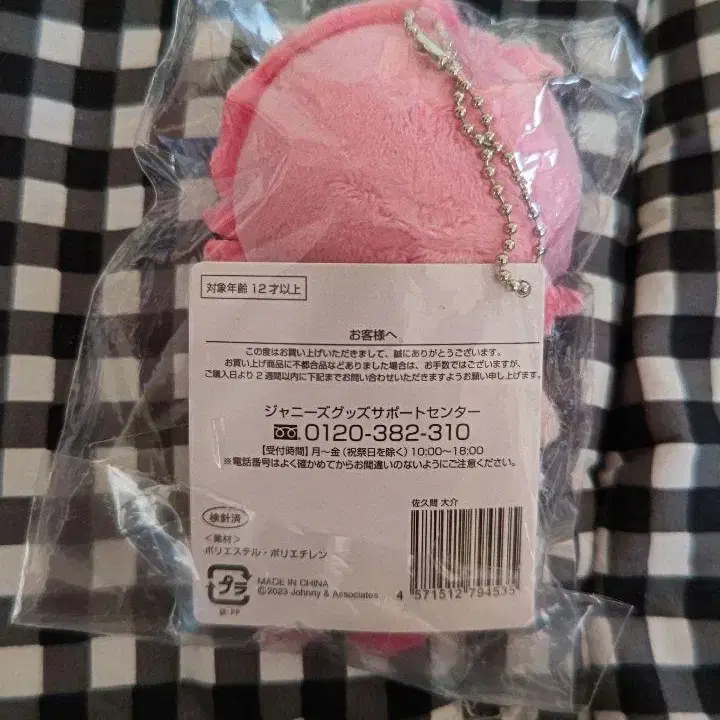 対象年齢 12才以上
お客様へ
この度はお買い上げいただきまして、誠にありがとうございます。
お買い上げ商品に不都合品などありました場合は、お手数ではございますが、
ご購入日より2週間以内に下記までお問い合わせいただきますようお願い申し上げます。
ジャニーズグッズサポートセンター
0120-382-310
【受付時間】月〜金（祝祭日を除く）10:00〜18:00
※電話番号はよく確かめてからお間違いのないようにご注意ください。
検針済
＜素材＞
ポリエステル・ポリエチレン
プラ
袋:PP
MADE IN CHINA
©2023 Johnny & Associates
佐久間 大介
4 571512 794535